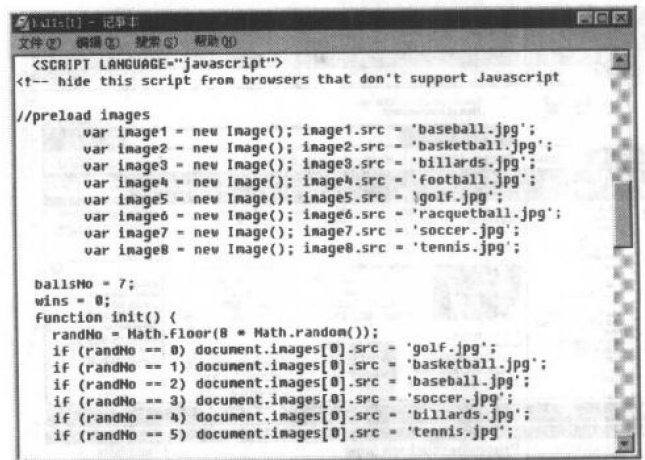 balls[1] - 记事本
文件(F) 编辑(E) 搜索(S) 帮助(H)
<SCRIPT LANGUAGE="javascript">
<!-- hide this script from browsers that don't support Javascript
//preload images
var image1 = new Image(); image1.src = 'baseball.jpg';
var image2 = new Image(); image2.src = 'basketball.jpg';
var image3 = new Image(); image3.src = 'billards.jpg';
var image4 = new Image(); image4.src = 'football.jpg';
var image5 = new Image(); image5.src = 'golf.jpg';
var image6 = new Image(); image6.src = 'racquetball.jpg';
var image7 = new Image(); image7.src = 'soccer.jpg';
var image8 = new Image(); image8.src = 'tennis.jpg';
ballsNo = 7;
wins = 0;
function init() {
randNo = Math.floor(8 * Math.random());
if (randNo == 0) document.images[0].src = 'golf.jpg';
if (randNo == 1) document.images[0].src = 'basketball.jpg';
if (randNo == 2) document.images[0].src = 'baseball.jpg';
if (randNo == 3) document.images[0].src = 'soccer.jpg';
if (randNo == 4) document.images[0].src = 'billards.jpg';
if (randNo == 5) document.images[0].src = 'tennis.jpg';